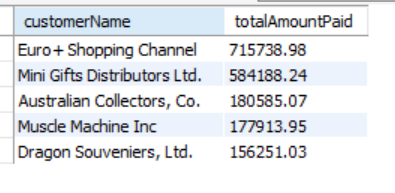 customerName totalAmountPaid
Euro+ Shopping Channel 715738.98
Mini Gifts Distributors Ltd. 584188.24
Australian Collectors, Co. 180585.07
Muscle Machine Inc 177913.95
Dragon Souveniers, Ltd. 156251.03